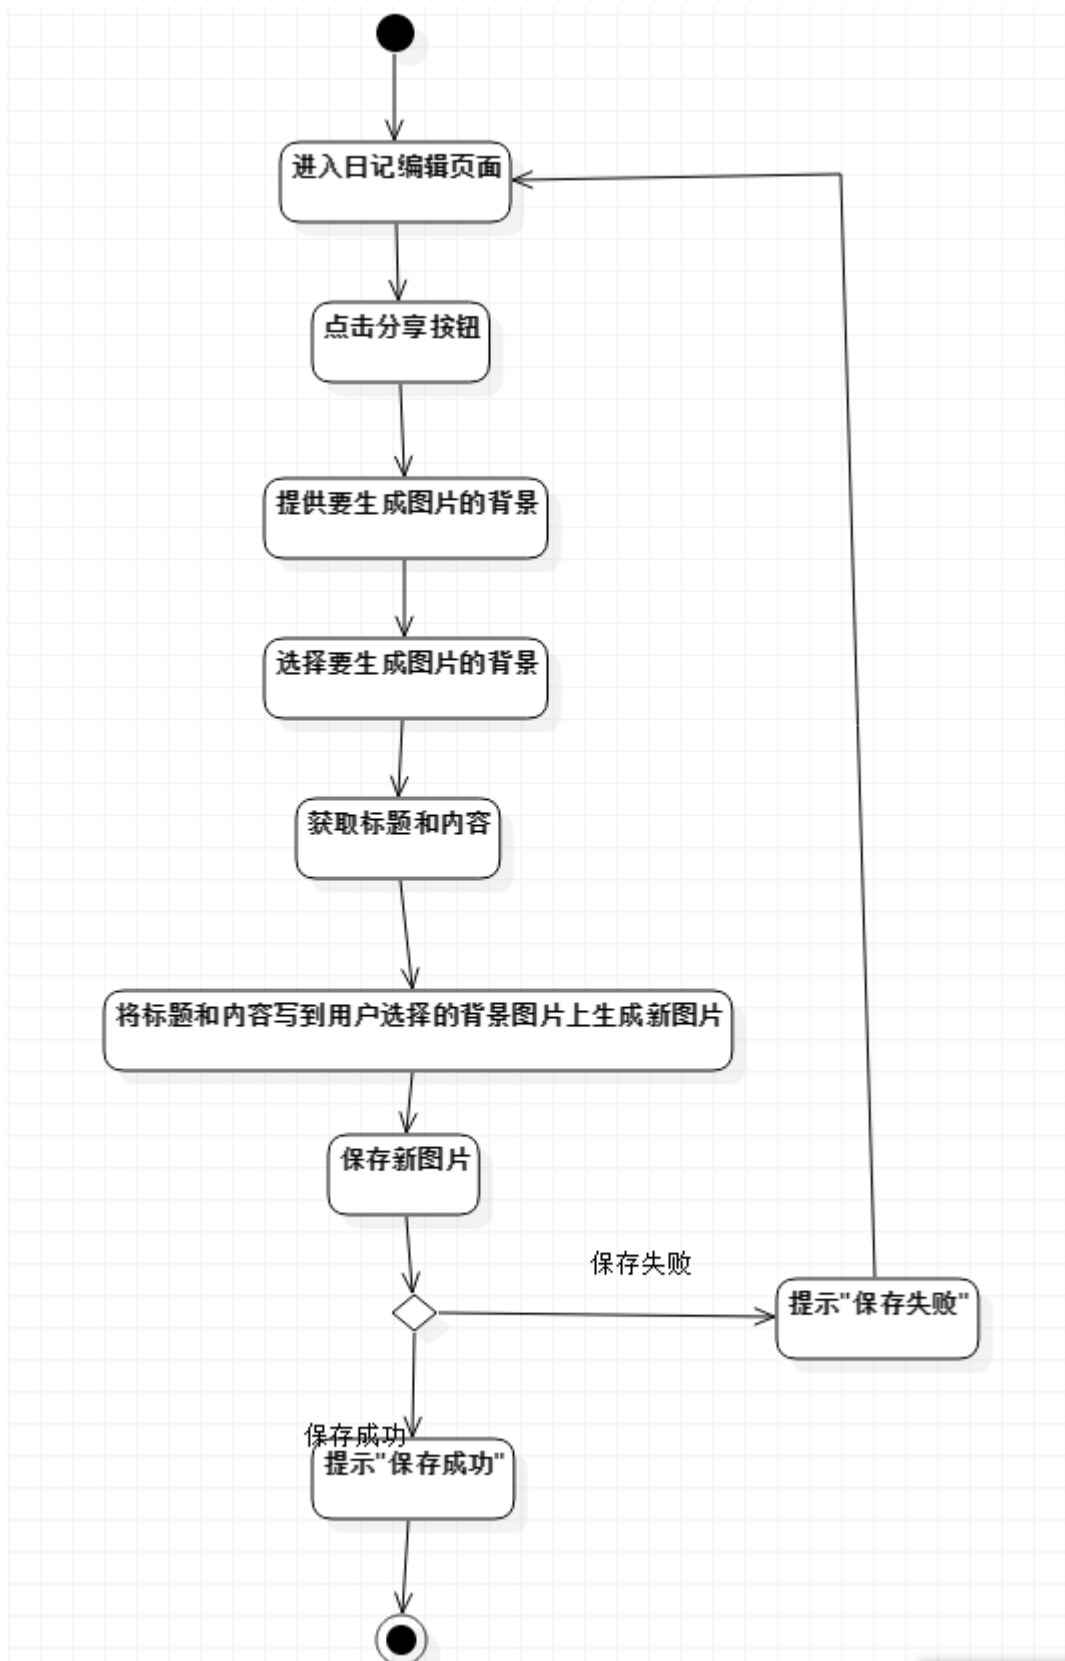 进入日记编辑页面
点击分享按钮
提供要生成图片的背景
选择要生成图片的背景
获取标题和内容
将标题和内容写到用户选择的背景图片上生成新图片
保存新图片
保存失败
提示"保存失败"
保存成功
提示"保存成功"